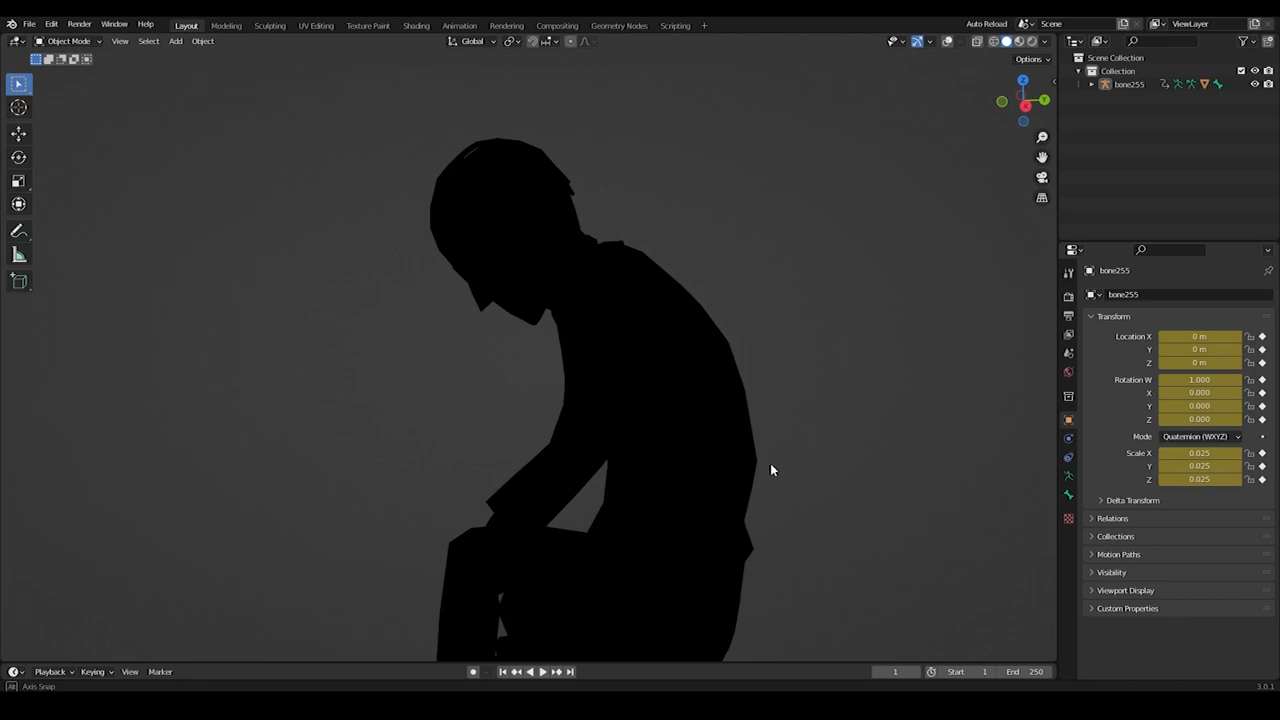 File Edit Render Window Help Layout Modeling Sculpting UV Editing Texture Paint Shading Animation Rendering Compositing Geometry Nodes Scripting + Auto Reload Scene ViewLayer
Object Mode View Select Add Object Global
Options
Z
Y
X
Scene Collection
Collection
bone255
bone255
bone255
Transform
Location X 0 m
Y 0 m
Z 0 m
Rotation W 1.000
X 0.000
Y 0.000
Z 0.000
Mode Quaternion (WXYZ)
Scale X 0.025
Y 0.025
Z 0.025
Delta Transform
Relations
Collections
Motion Paths
Visibility
Viewport Display
Custom Properties
Playback Keying View Marker 1 Start 1 End 250
Axis Snap 3.0.1